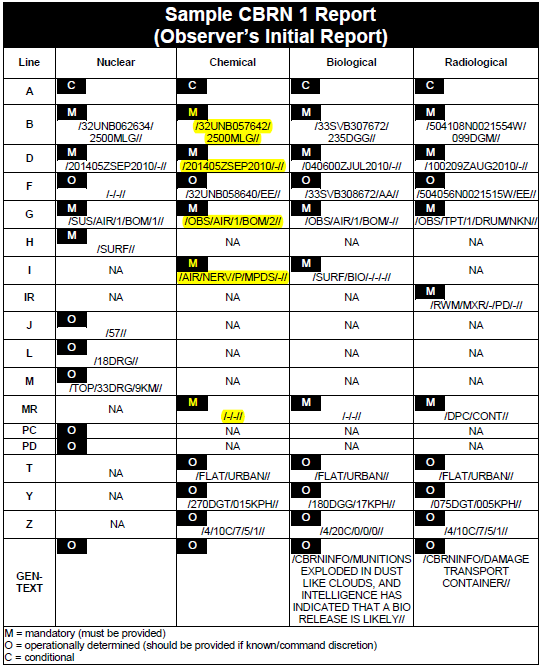 Sample CBRN 1 Report
(Observer's Initial Report)
Line Nuclear Chemical Biological Radiological
A C C C C
B M /32UNB062634/ M /32UNB057642/ M /33SVB307672/ M /504108N0021554W/
2500MLG// 2500MLG// 235DGG// 099DGM//
D M /201405ZSEP2010/-// M /201405ZSEP2010/-// M /040600ZJUL2010/-// M /100209ZAUG2010/-//
F O /-/-// O /32UNB058640/EE// O /33SVB308672/AA// O /504056N0021515W/EE//
G M /SUS/AIR/1/BOM/1// M /OBS/AIR/1/BOM/2// M /OBS/AIR/1/BOM/-// M /OBS/TPT/1/DRUM/NKN//
H M /SURF// NA NA NA
I NA M /AIR/NERV/P/MPDS/-// M /SURF/BIO/-/-/-// NA
IR NA NA NA M /RWM/MXR/-/PD/-//
J O /57// NA NA NA
L O /18DRG// NA NA NA
M O /TOP/33DRG/9KM// NA NA NA
MR NA M /-/-// M /-/-// M /DPC/CONT//
PC O NA NA NA
PD O NA NA NA
T NA O /FLAT/URBAN// O /FLAT/URBAN// O /FLAT/URBAN//
Y NA O /270DGT/015KPH// O /180DGG/17KPH// O /075DGT/005KPH//
Z NA O /4/10C/7/5/1// O /4/20C/0/0/0// O /4/10C/7/5/1//
GEN-
TEXT O O O O
/CBRNINFO/MUNITIONS
EXPLODED IN DUST
LIKE CLOUDS, AND
INTELLIGENCE HAS
INDICATED THAT A BIO
RELEASE IS LIKELY//
/CBRNINFO/DAMAGE
TRANSPORT
CONTAINER//
M = mandatory (must be provided)
O = operationally determined (should be provided if known/command discretion)
C = conditional